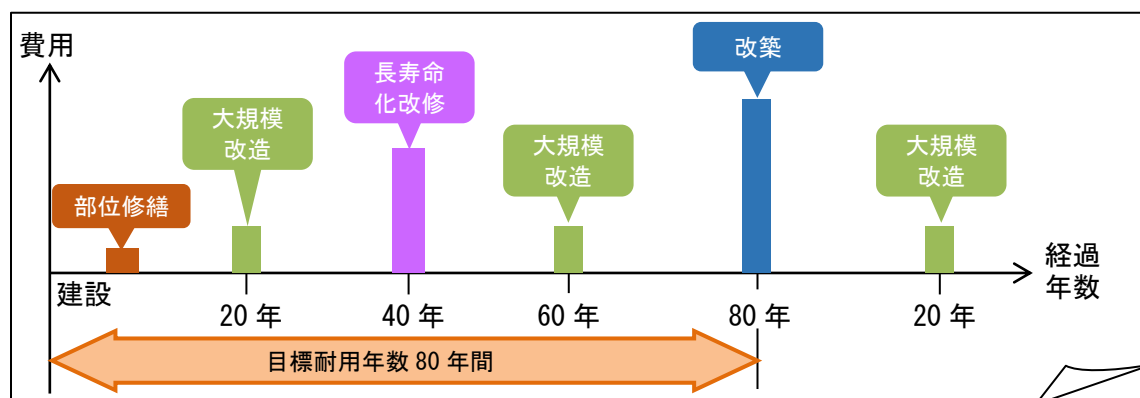 費用
改築
長寿命
化改修
大規模
改造
大規模
改造
大規模
改造
部位修繕
経過
年数
建設
20 年
40 年
60 年
80 年
20 年
目標耐用年数 80 年間